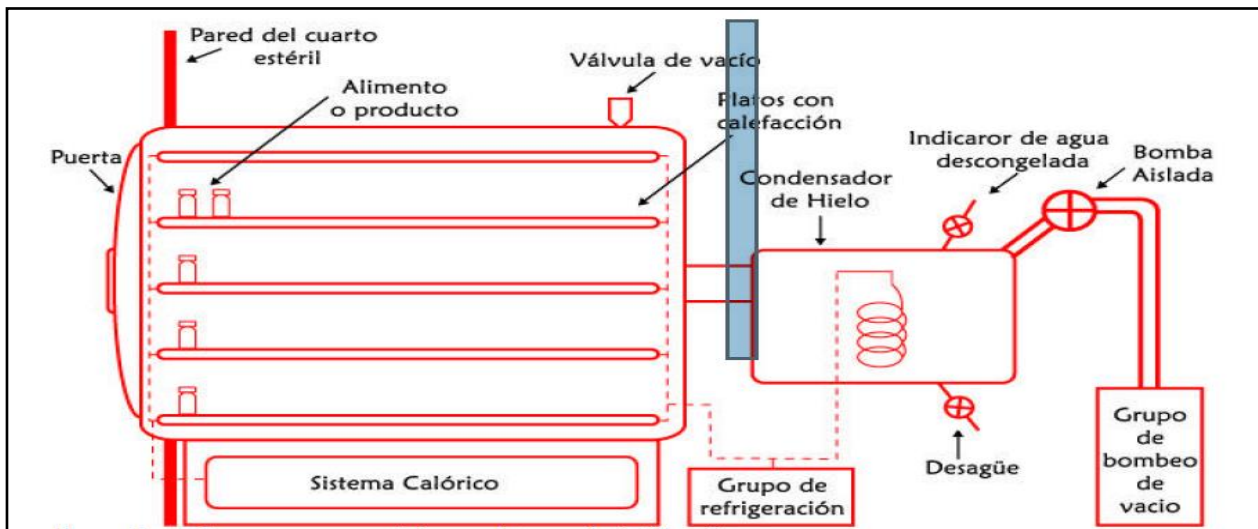 Pared del cuarto
estéril
Alimento
o producto
Puerta
Válvula de vacío
Platos con
calefacción
Condensador
de Hielo
Indicaror de agua
descongelada
Bomba
Aislada
Sistema Calórico
Grupo de
refrigeración
Desagüe
Grupo
de
bombeo
de
vacio